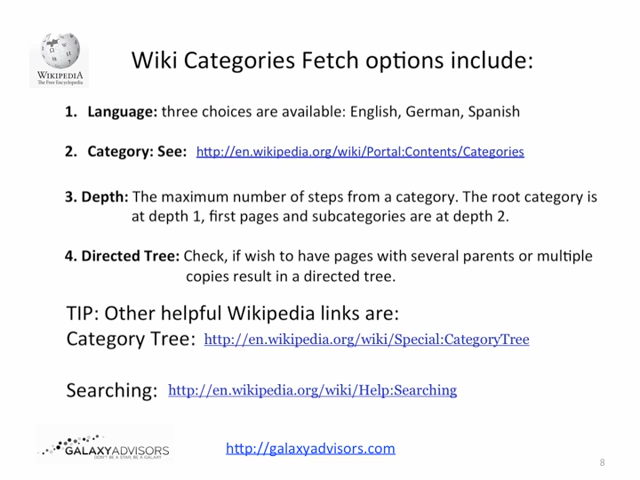 WIKIPEDIA
The Free Encyclopedia
Wiki Categories Fetch options include:
1. Language: three choices are available: English, German, Spanish
2. Category: See: http://en.wikipedia.org/wiki/Portal:Contents/Categories
3. Depth: The maximum number of steps from a category. The root category is
at depth 1, first pages and subcategories are at depth 2.
4. Directed Tree: Check, if wish to have pages with several parents or multiple
copies result in a directed tree.
TIP: Other helpful Wikipedia links are:
Category Tree: http://en.wikipedia.org/wiki/Special:CategoryTree
Searching: http://en.wikipedia.org/wiki/Help:Searching
GALAXYADVISORS
DON'T BE A STAR, BE A GALAXY
http://galaxyadvisors.com
8